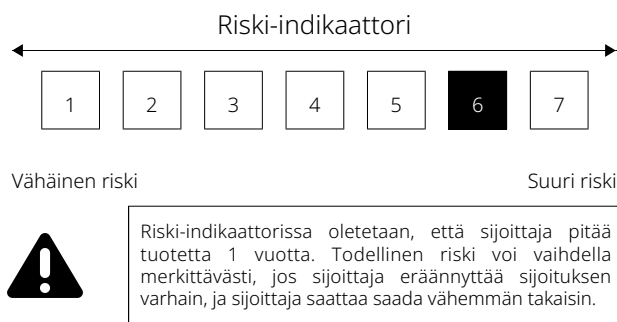 Riski-indikaattori
1 2 3 4 5 6 7
Vähäinen riski Suuri riski
Riski-indikaattorissa oletetaan, että sijoittaja pitää
tuotetta 1 vuotta. Todellinen riski voi vaihdella
merkittävästi, jos sijoittaja eräännyttää sijoituksen
varhain, ja sijoittaja saattaa saada vähemmän takaisin.